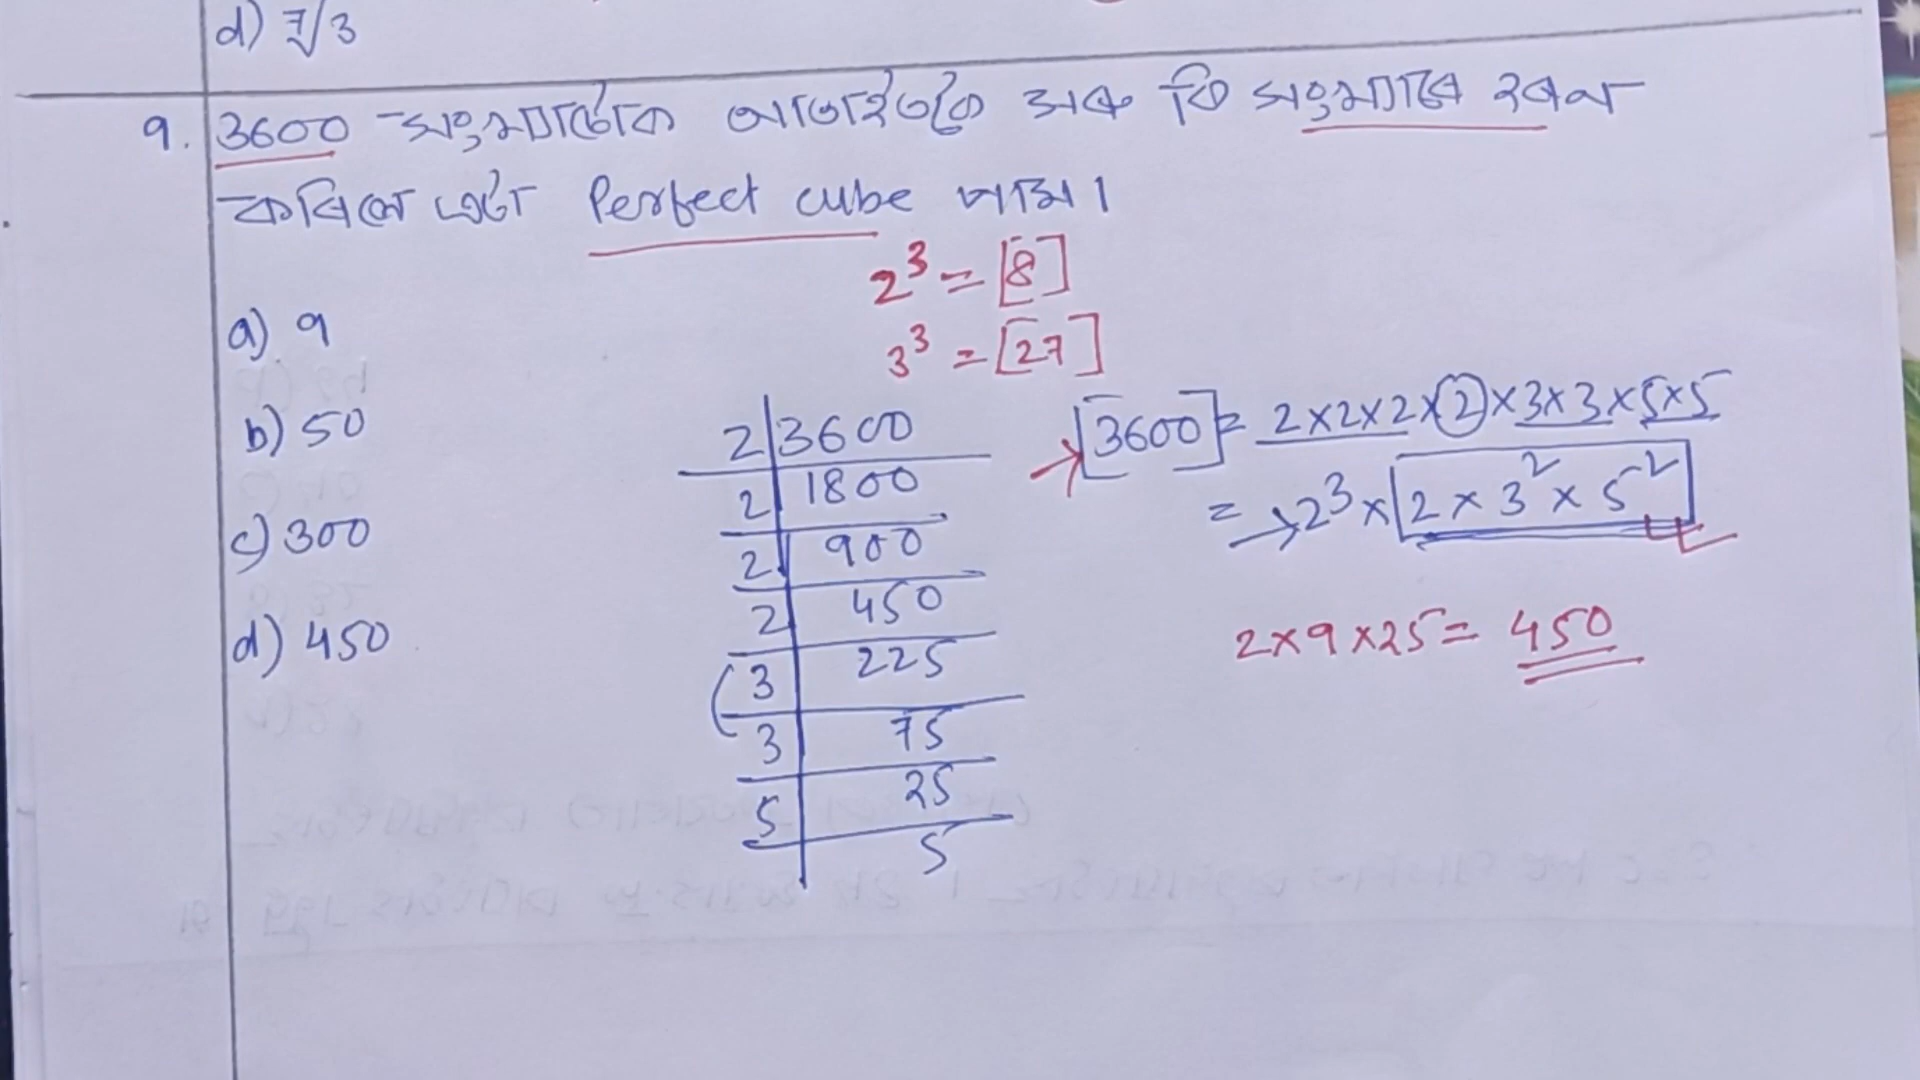 d) ⁷√3
9. 3600 সংখ্যাটোক আটাইতকৈ সৰু কি সংখ্যাৰে হৰণ
কৰিলে এটা Perfect cube পাম।
2³ = [8]
3³ = [27]
a) 9
b) 50
c) 300
d) 450
2 | 3600
2 | 1800
2 | 900
2 | 450
3 | 225
3 | 75
5 | 25
5
[3600] = 2×2×2×2×3×3×5×5
= 2³ × 2 × 3² × 5²
2×9×25 = 450